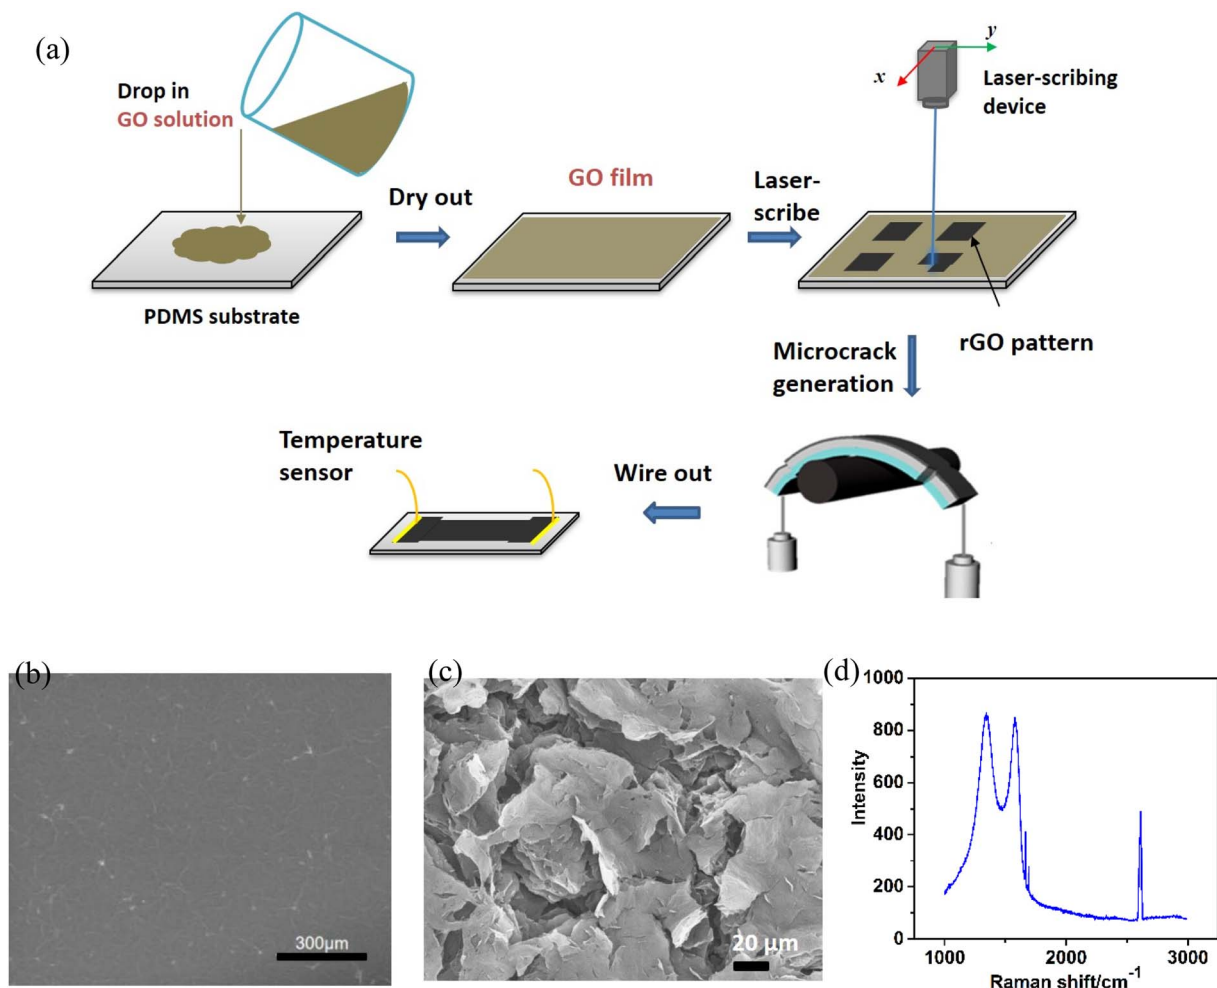 (a)
Drop in
GO solution
PDMS substrate
Dry out
GO film
Laser-
scribe
x
y
Laser-scribing
device
rGO pattern
Microcrack
generation
Wire out
Temperature
sensor
(b)
300μm
(c)
20 μm
(d)
1000
800
600
400
200
0
Intensity
1000
2000
3000
Raman shift/cm⁻¹